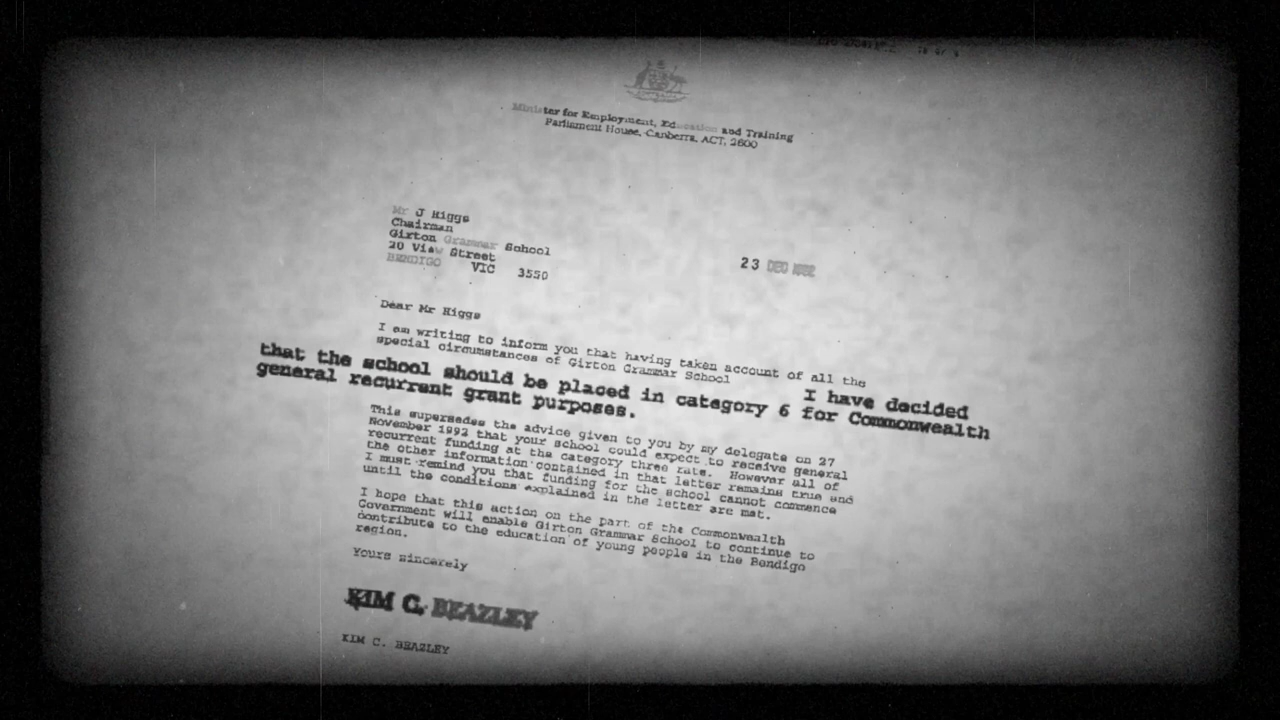 Minister for Employment, Education and Training
Parliament House, Canberra, ACT, 2600
Mr J Higgs
Chairman
Girton Grammar School
20 View Street
BENDIGO VIC 3550
23 DEC 1992
Dear Mr Higgs
I am writing to inform you that having taken account of all the
special circumstances of Girton Grammar School
I have decided
that the school should be placed in category 6 for Commonwealth
general recurrent grant purposes.
This supersedes the advice given to you by my delegate on 27
November 1992 that your school could expect to receive general
recurrent funding at the category three rate. However all of
the other information contained in that letter remains true and
I must remind you that funding for the school cannot commence
until the conditions explained in the letter are met.
I hope that this action on the part of the Commonwealth
Government will enable Girton Grammar School to continue to
contribute to the education of young people in the Bendigo
region.
Yours sincerely
KIM C. BEAZLEY
KIM C. BEAZLEY